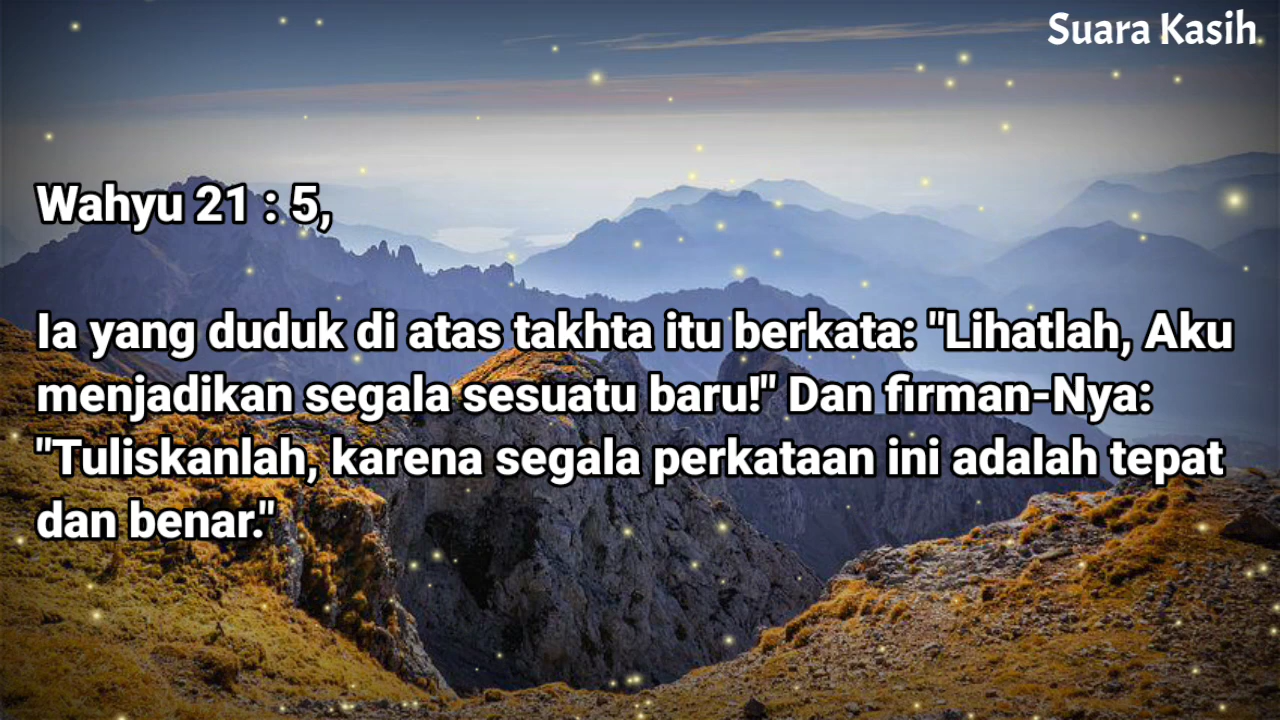 Suara Kasih
Wahyu 21 : 5,
Ia yang duduk di atas takhta itu berkata: "Lihatlah, Aku
menjadikan segala sesuatu baru!" Dan firman-Nya:
"Tuliskanlah, karena segala perkataan ini adalah tepat
dan benar."